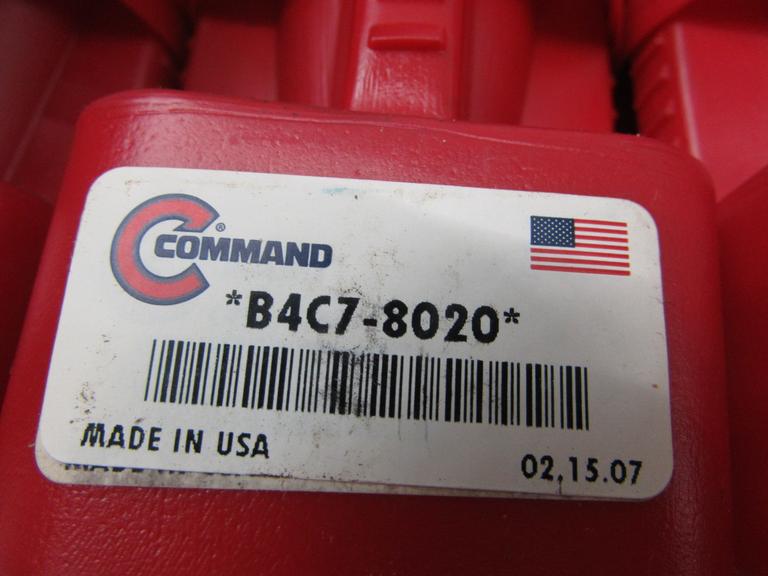 C COMMAND®
*B4C7-8020*
MADE IN USA
02.15.07